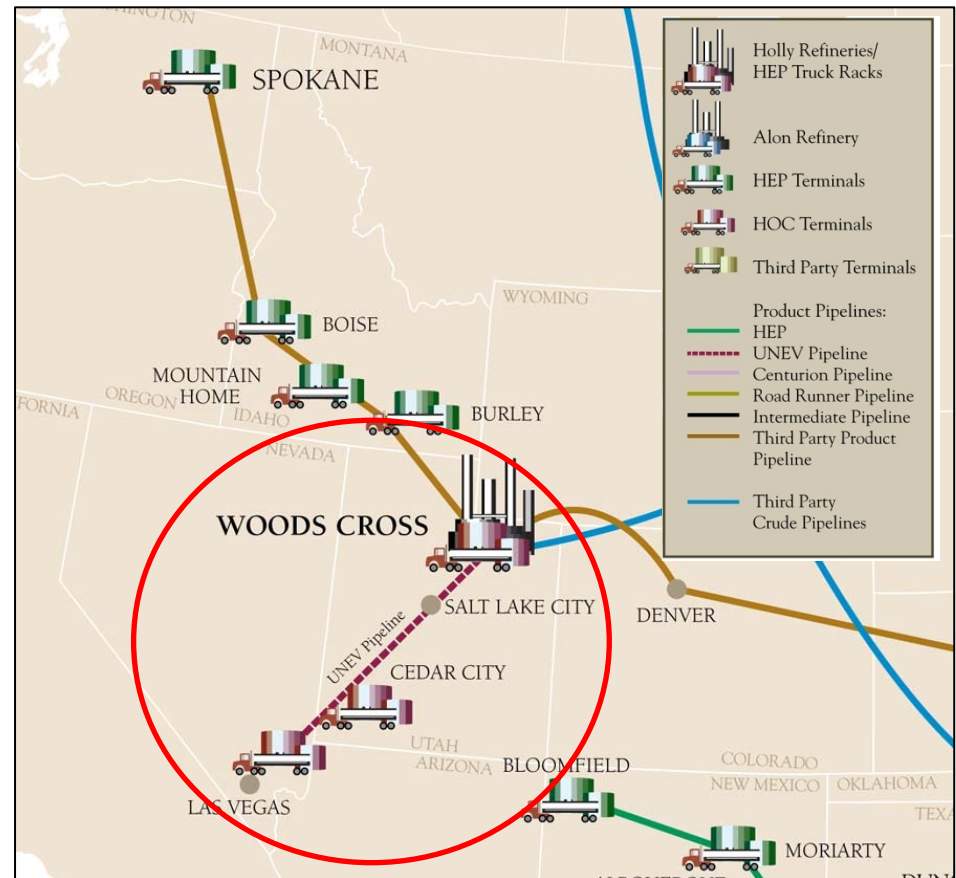 MONTANA
SPOKANE
WYOMING
BOISE
MOUNTAIN
HOME
OREGON
IDAHO
BURLEY
NEVADA
WOODS CROSS
SALT LAKE CITY
DENVER
UNEV Pipeline
CEDAR CITY
UTAH
ARIZONA
LAS VEGAS
BLOOMFIELD
COLORADO
NEW MEXICO
OKLAHOMA
MORIARTY
Holly Refineries/
HEP Truck Racks
Alon Refinery
HEP Terminals
HOC Terminals
Third Party Terminals
Product Pipelines:
HEP
UNEV Pipeline
Centurion Pipeline
Road Runner Pipeline
Intermediate Pipeline
Third Party Product
Pipeline
Third Party
Crude Pipelines